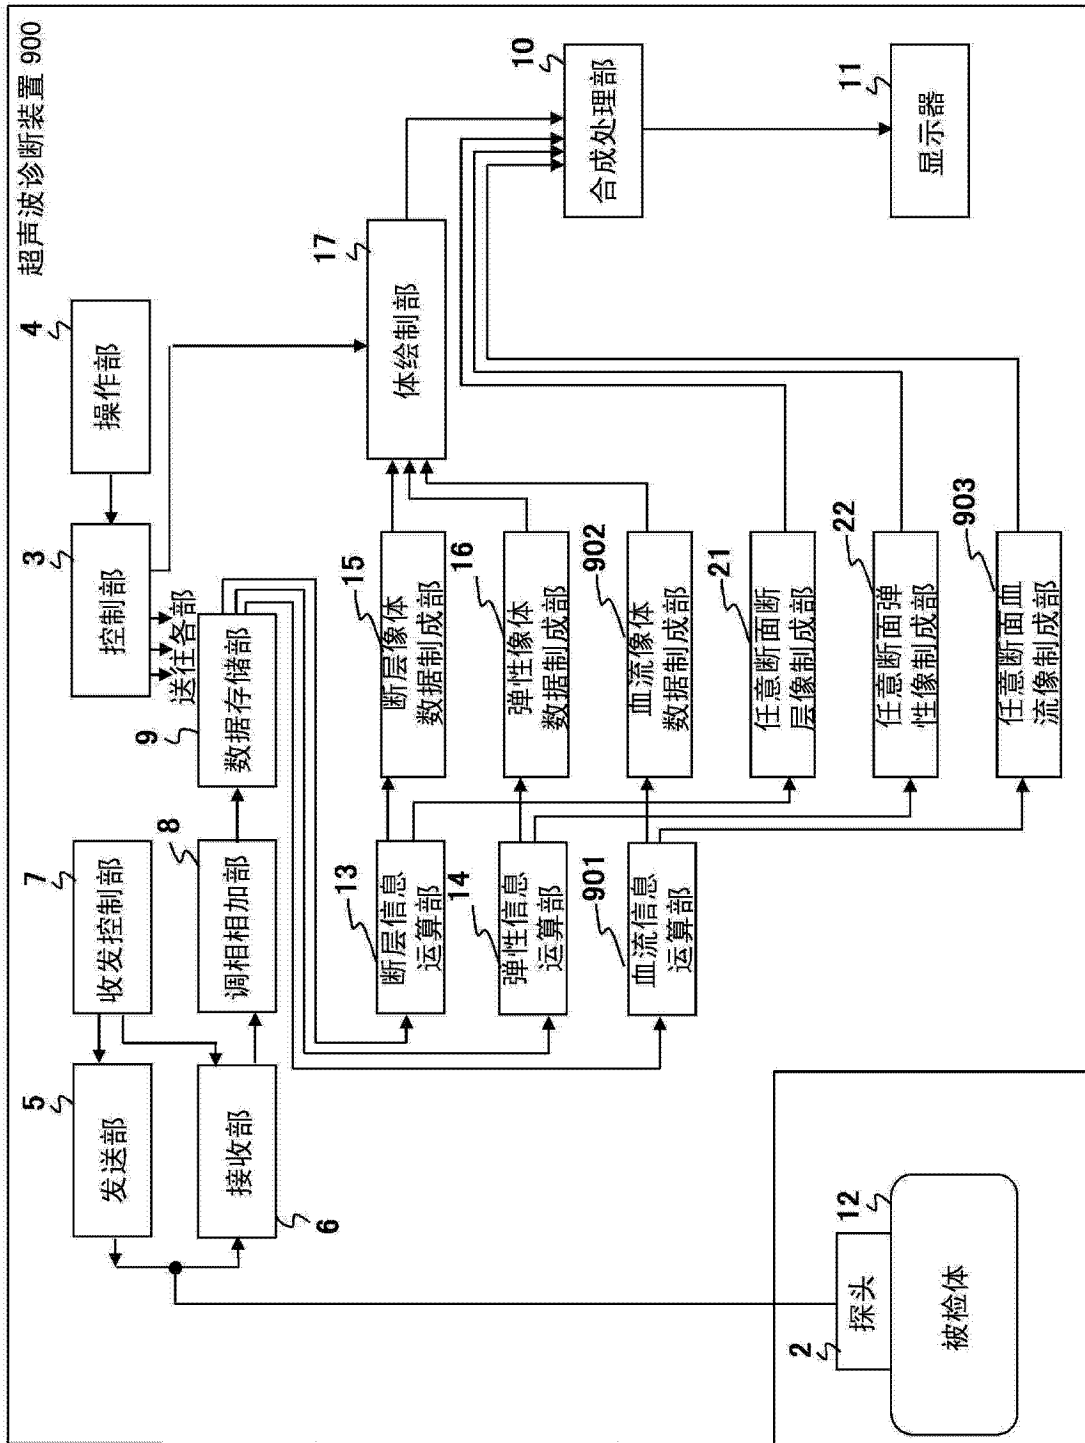 超声波诊断装置 900
5
发送部
7
收发控制部
3
控制部
4
操作部
送往各部
6
接收部
8
调相相加部
9
数据存储部
13
断层信息
运算部
15
断层像体
数据制成部
17
体绘制部
14
弹性信息
运算部
16
弹性像体
数据制成部
10
合成处理部
901
血流信息
运算部
902
血流像体
数据制成部
21
任意断面断
层像制成部
2
探头
12
被检体
22
任意断面弹
性像制成部
11
显示器
903
任意断面血
流像制成部